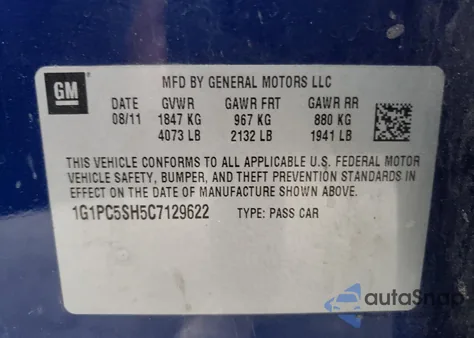 GM
MFD BY GENERAL MOTORS LLC
DATE GVWR GAWR FRT GAWR RR
08/11 1847 KG 967 KG 880 KG
4073 LB 2132 LB 1941 LB
THIS VEHICLE CONFORMS TO ALL APPLICABLE U.S. FEDERAL MOTOR
VEHICLE SAFETY, BUMPER, AND THEFT PREVENTION STANDARDS IN
EFFECT ON THE DATE OF MANUFACTURE SHOWN ABOVE.
1G1PC5SH5C7129622 TYPE: PASS CAR
autoSnap